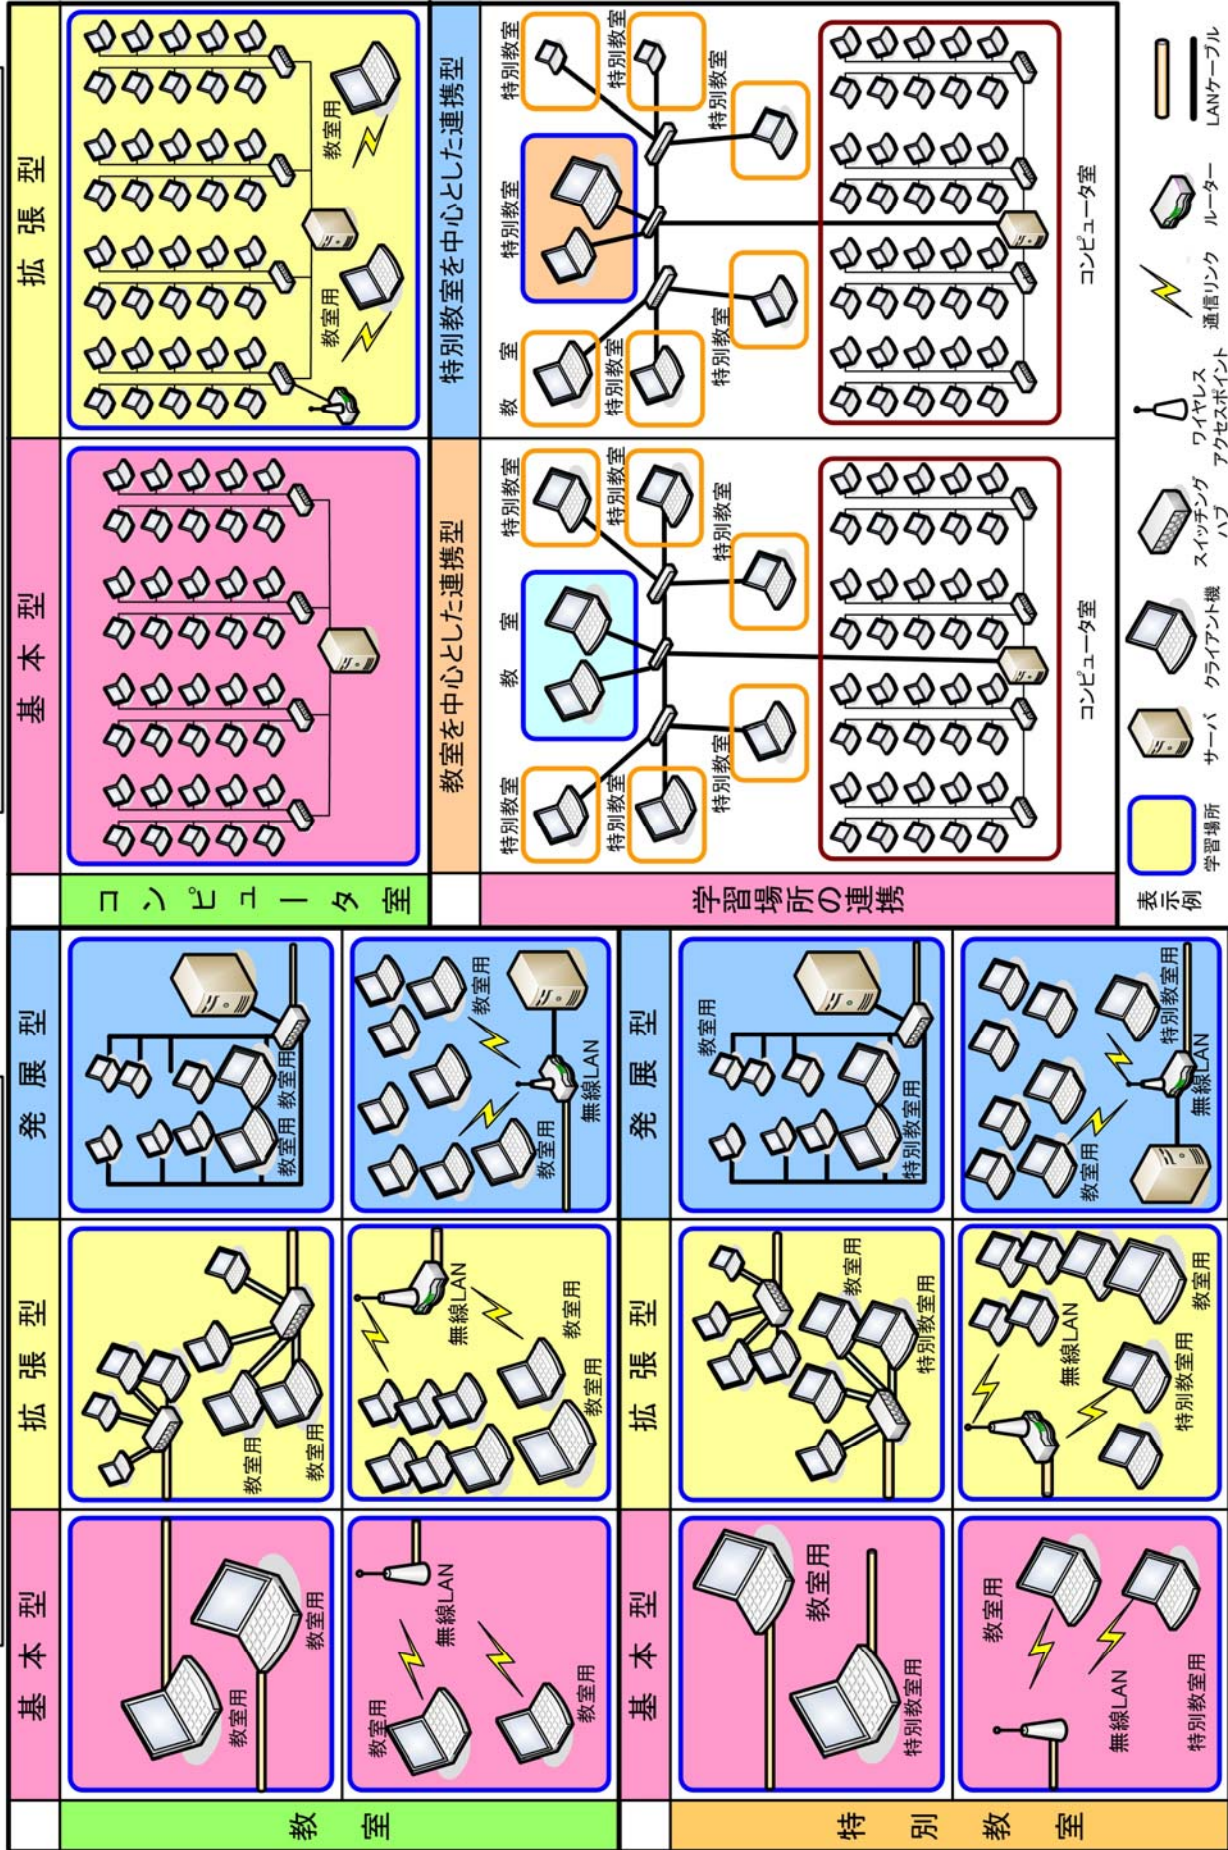 基本型
拡張型
発展型
教室
教室用
教室用
教室用
教室用
教室用
教室用
教室用
教室用
無線LAN
教室用
教室用
無線LAN
教室用
教室用
教室用
教室用
無線LAN
基本型
拡張型
発展型
特別教室
特別教室用
教室用
教室用
特別教室用
教室用
特別教室用
教室用
無線LAN
特別教室用
無線LAN
特別教室用
教室用
教室用
特別教室用
無線LAN
基本型
拡張型
コンピュータ室
教室用
教室用
教室を中心とした連携型
特別教室を中心とした連携型
学習場所の連携
特別教室
教室
特別教室
特別教室
特別教室
特別教室
特別教室
コンピュータ室
教室
特別教室
特別教室
特別教室
特別教室
特別教室
特別教室
コンピュータ室
表示例
学習場所
サーバ
クライアント機
スイッチング
ハブ
ワイヤレス
アクセスポイント
通信リンク
ルーター
LANケーブル